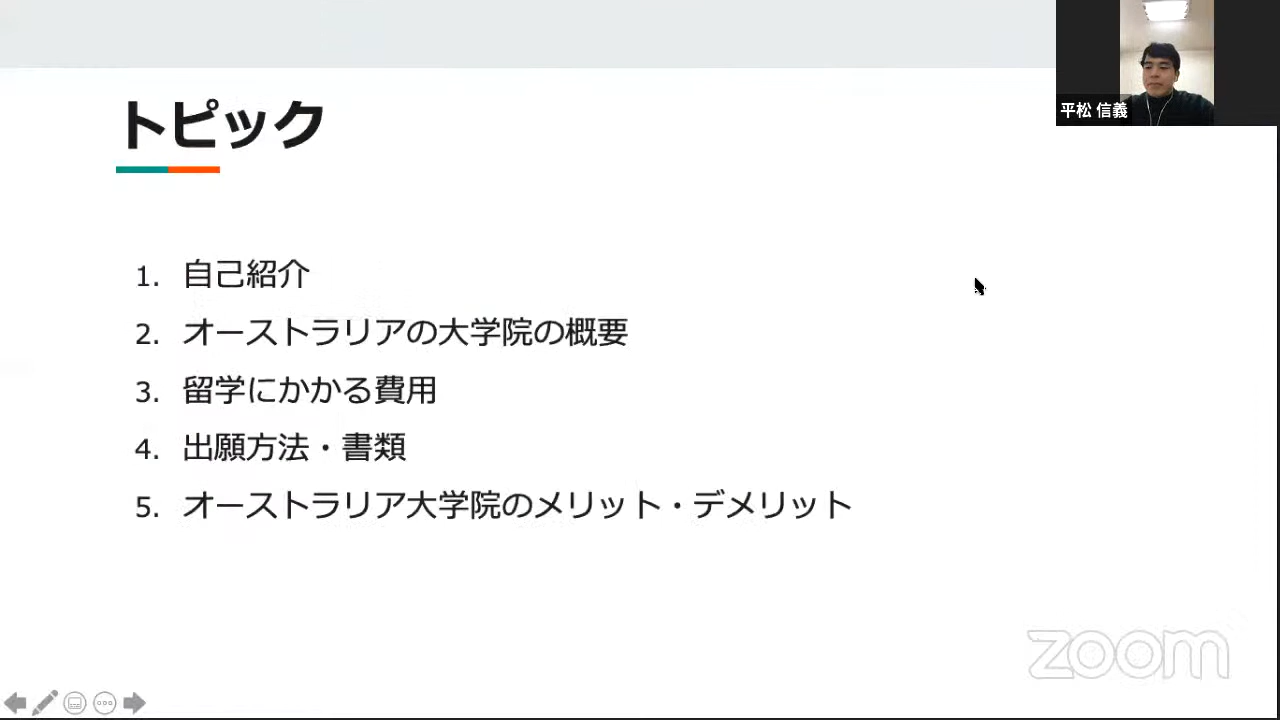 トピック
平松 信義
1. 自己紹介
2. オーストラリアの大学院の概要
3. 留学にかかる費用
4. 出願方法・書類
5. オーストラリア大学院のメリット・デメリット
zoom